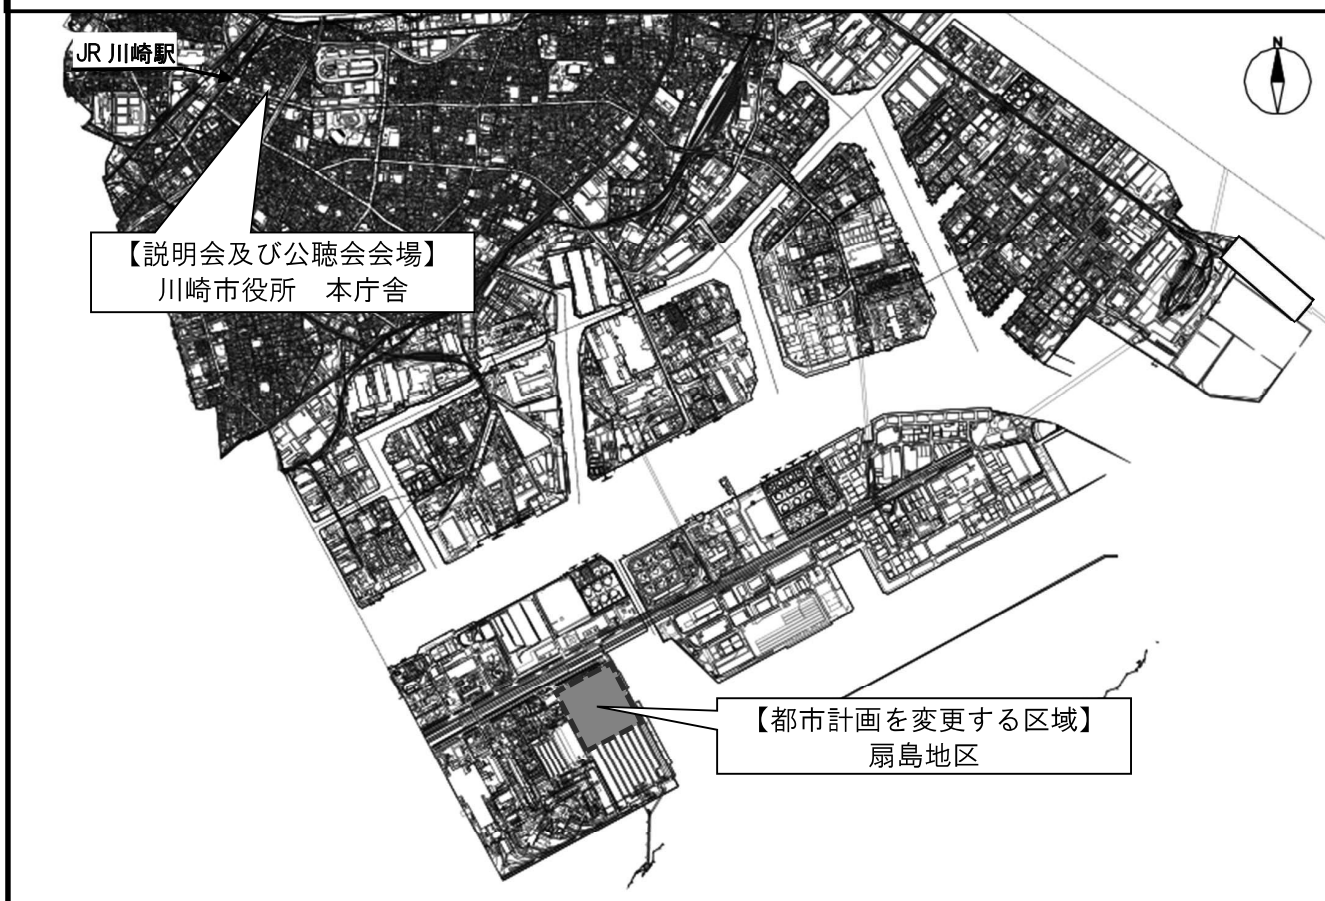 N
JR 川崎駅
【説明会及び公聴会会場】
川崎市役所　本庁舎
【都市計画を変更する区域】
扇島地区